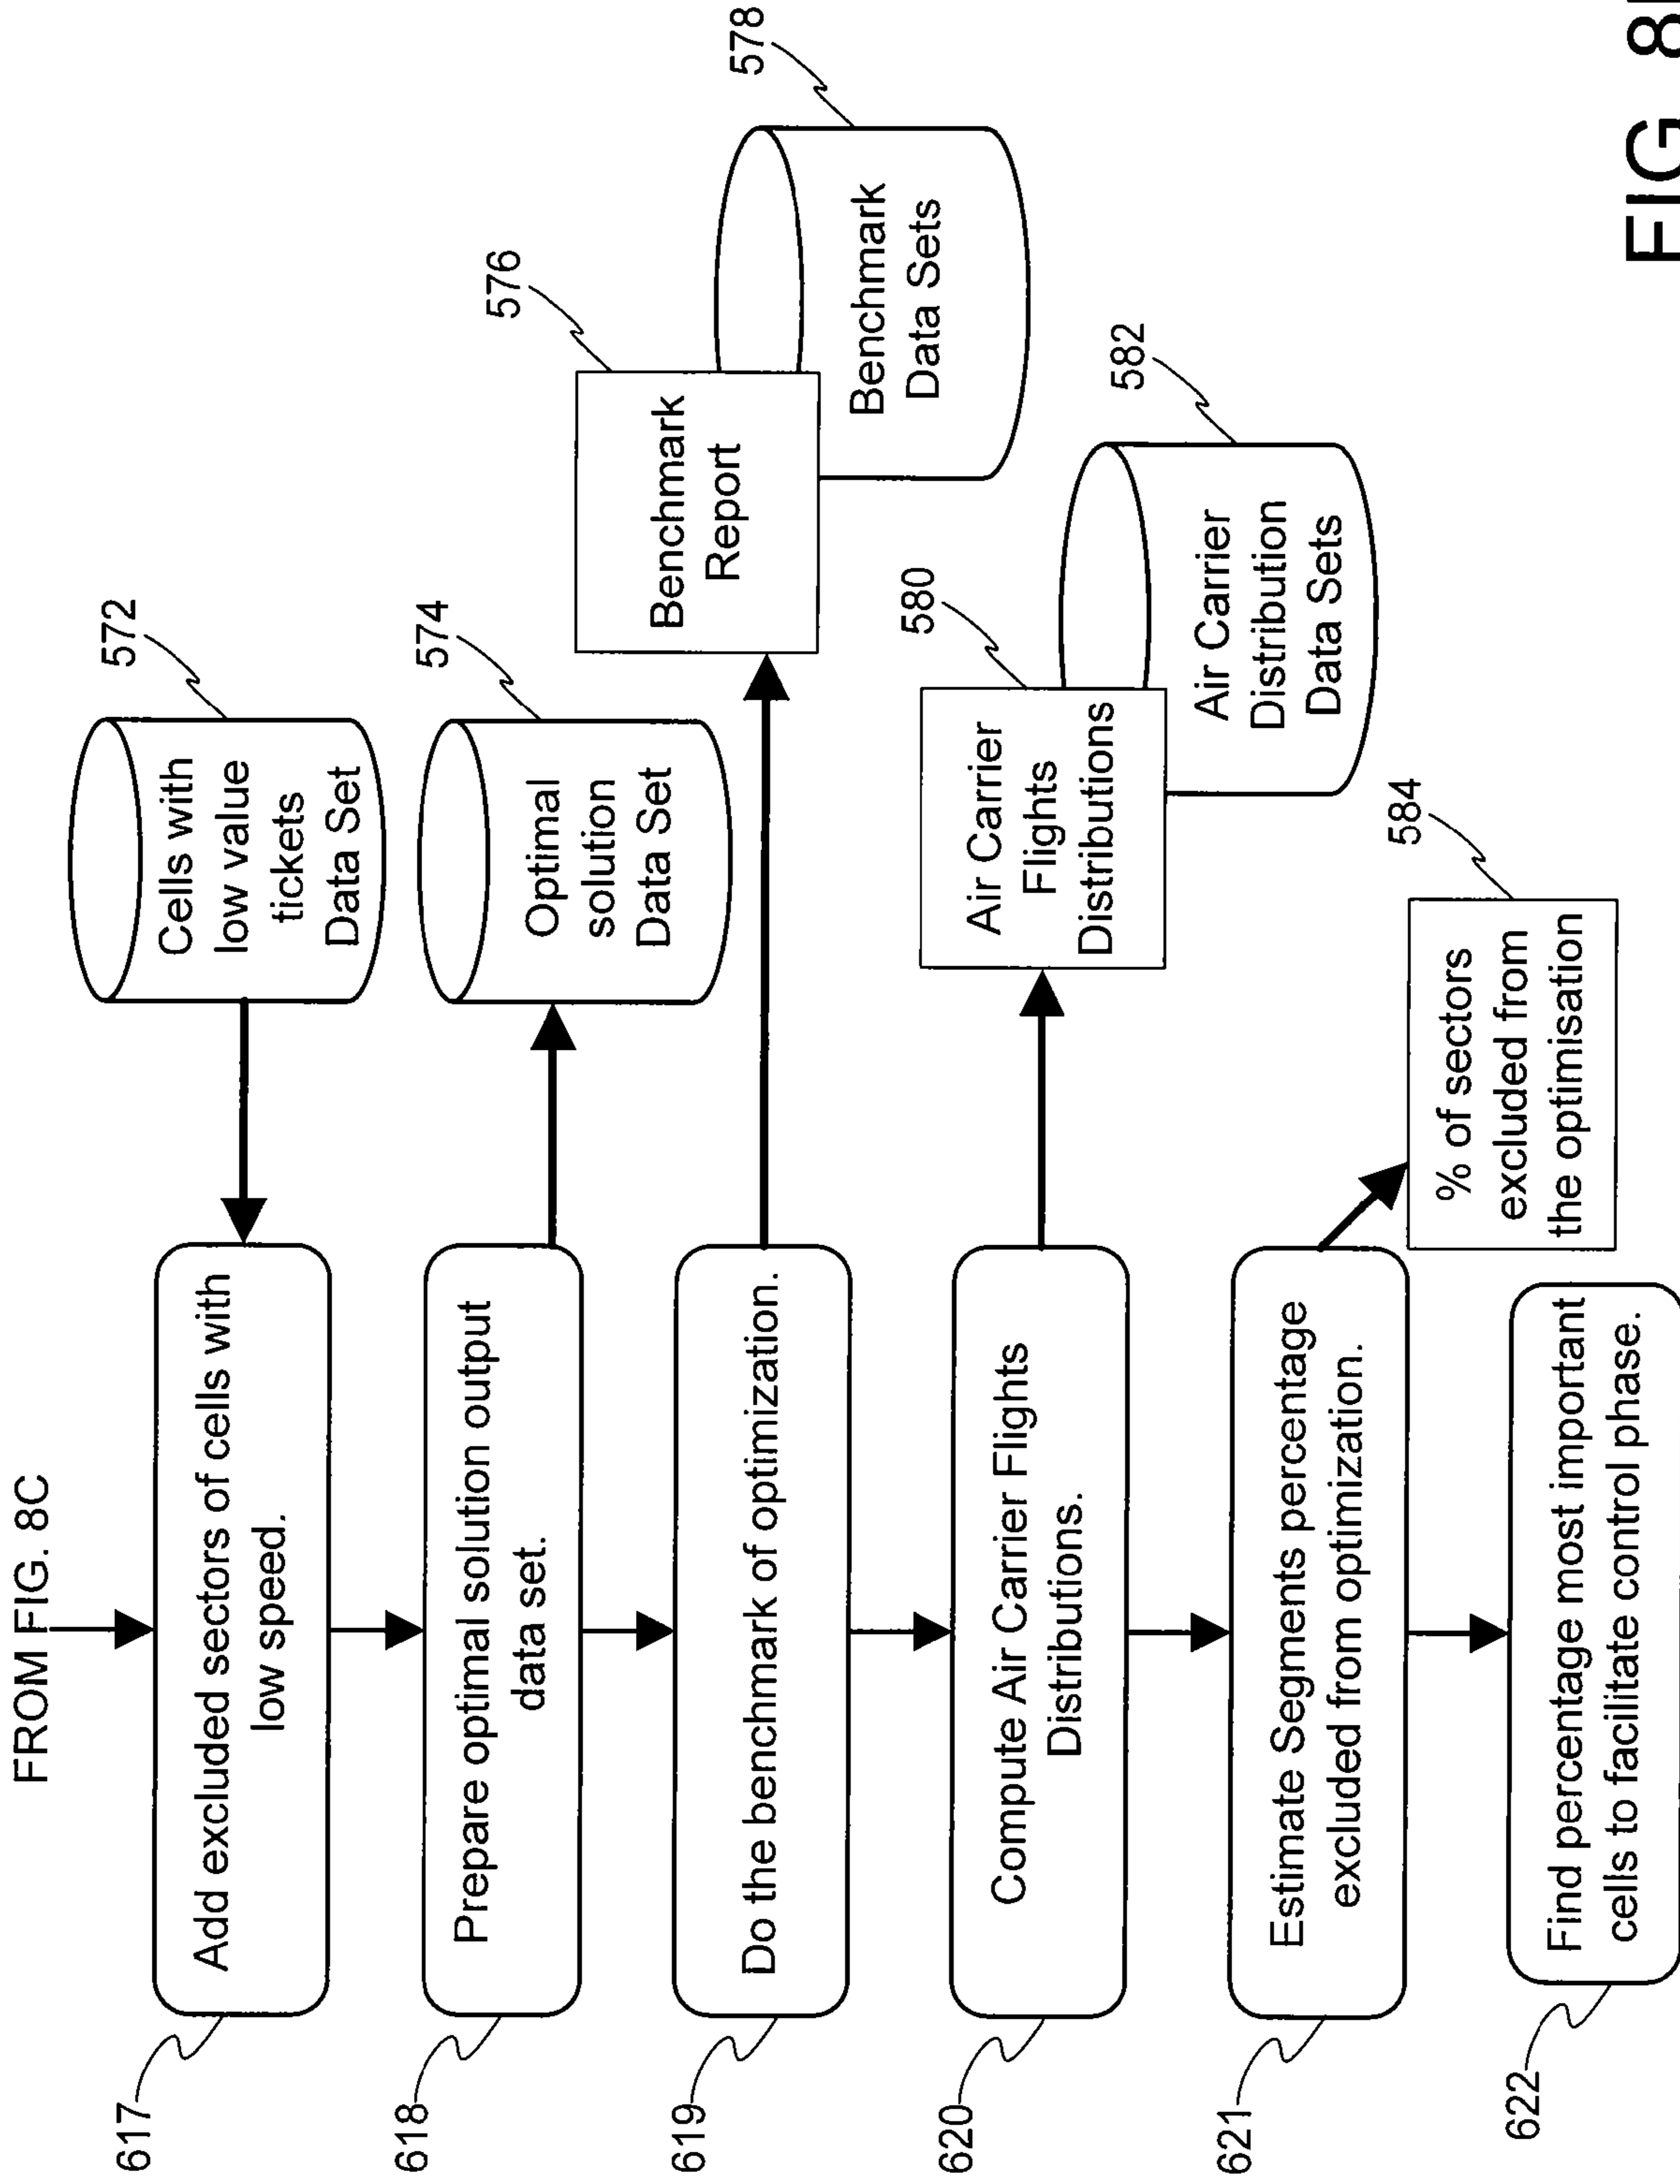 FROM FIG. 8C
617
Add excluded sectors of cells with
low speed.
572
Cells with
low value
tickets
Data Set
618
Prepare optimal solution output
data set.
574
Optimal
solution
Data Set
619
Do the benchmark of optimization.
576
Benchmark
Report
578
Benchmark
Data Sets
620
Compute Air Carrier Flights
Distributions.
580
Air Carrier
Flights
Distributions
582
Air Carrier
Distribution
Data Sets
621
Estimate Segments percentage
excluded from optimization.
584
% of sectors
excluded from
the optimisation
622
Find percentage most important
cells to facilitate control phase.
FIG. 8